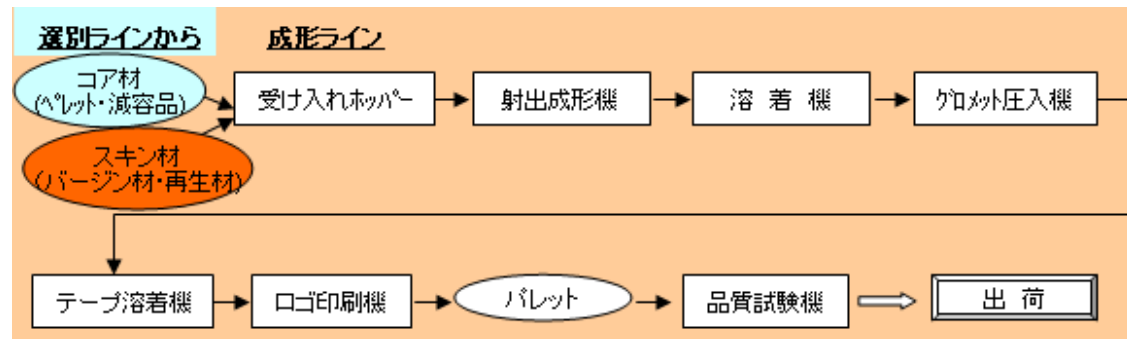 選別ラインから
成形ライン
コア材
(ﾍﾟﾚｯﾄ・減容品)
受け入れﾎｯﾊﾟｰ
射出成形機
溶 着 機
ｸﾞﾛﾒｯﾄ圧入機
スキン材
(バージン材・再生材)
テープ溶着機
ロゴ印刷機
パレット
品質試験機
出 荷